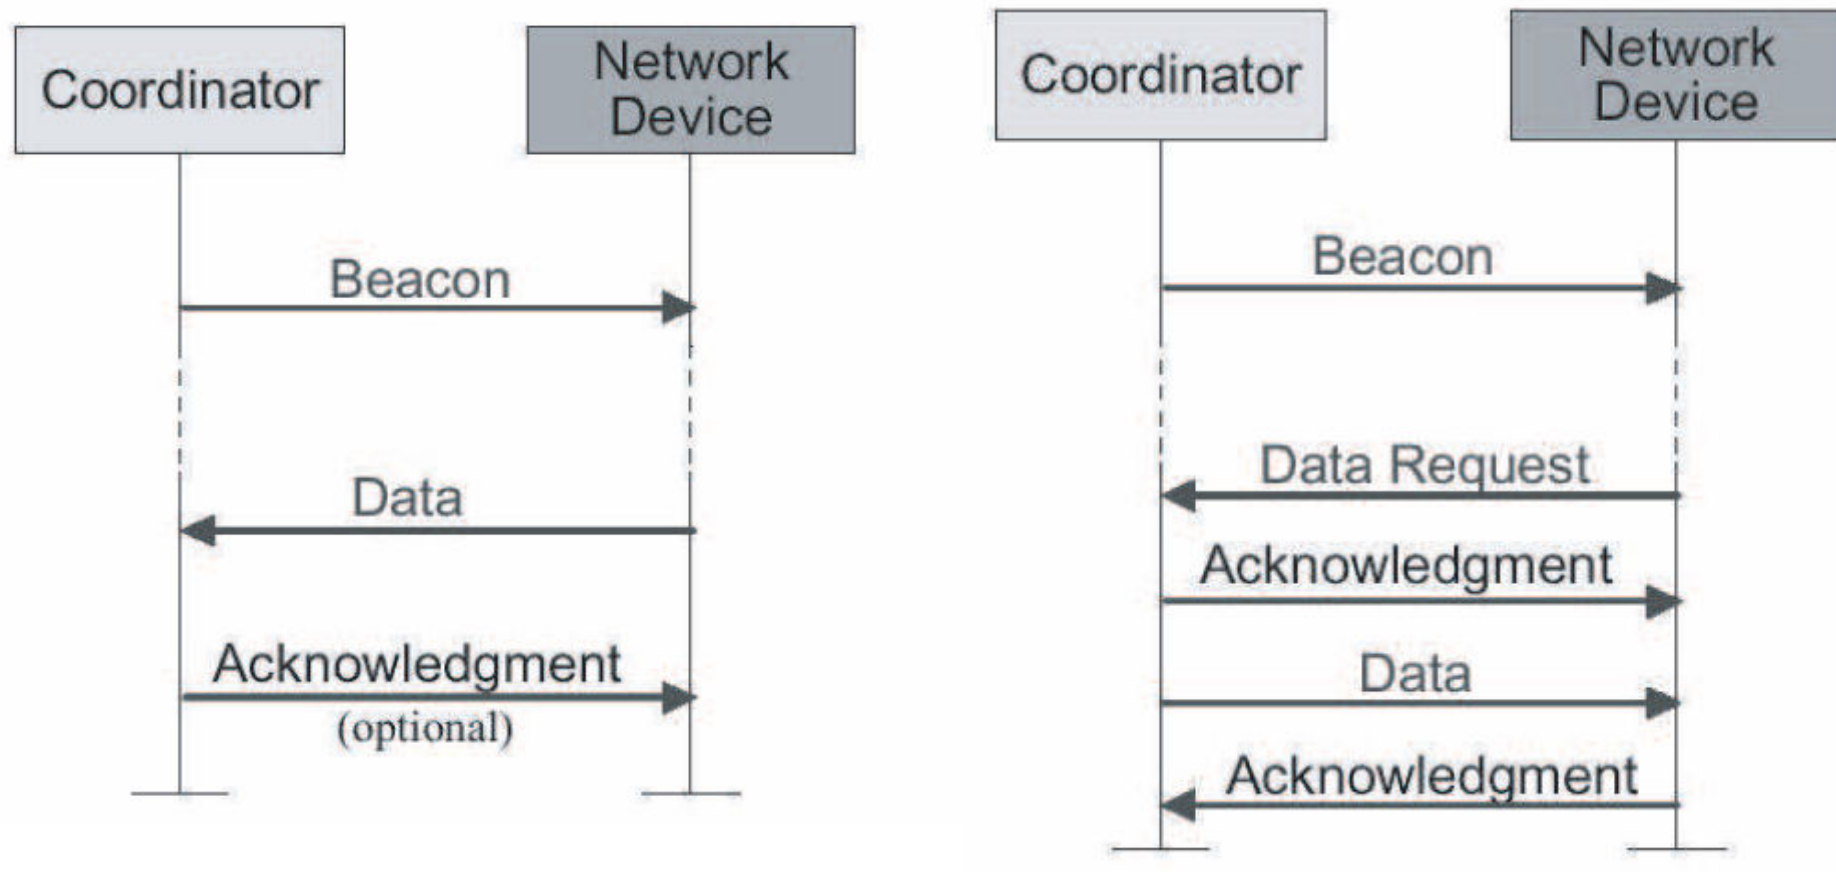 Coordinator
Network
Device
Beacon
Data
Acknowledgment
(optional)
Coordinator
Network
Device
Beacon
Data Request
Acknowledgment
Data
Acknowledgment